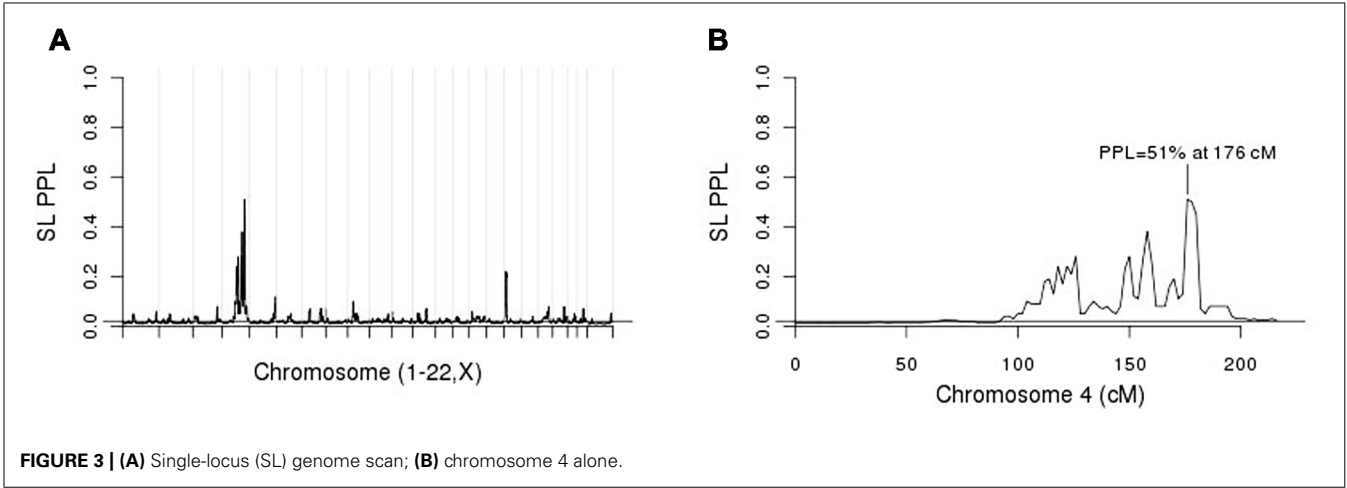 A
SL PPL
1.0
0.8
0.6
0.4
0.2
0.0
Chromosome (1-22,X)
B
SL PPL
1.0
0.8
0.6
0.4
0.2
0.0
PPL=51% at 176 cM
0 50 100 150 200
Chromosome 4 (cM)
FIGURE 3 | (A) Single-locus (SL) genome scan; (B) chromosome 4 alone.